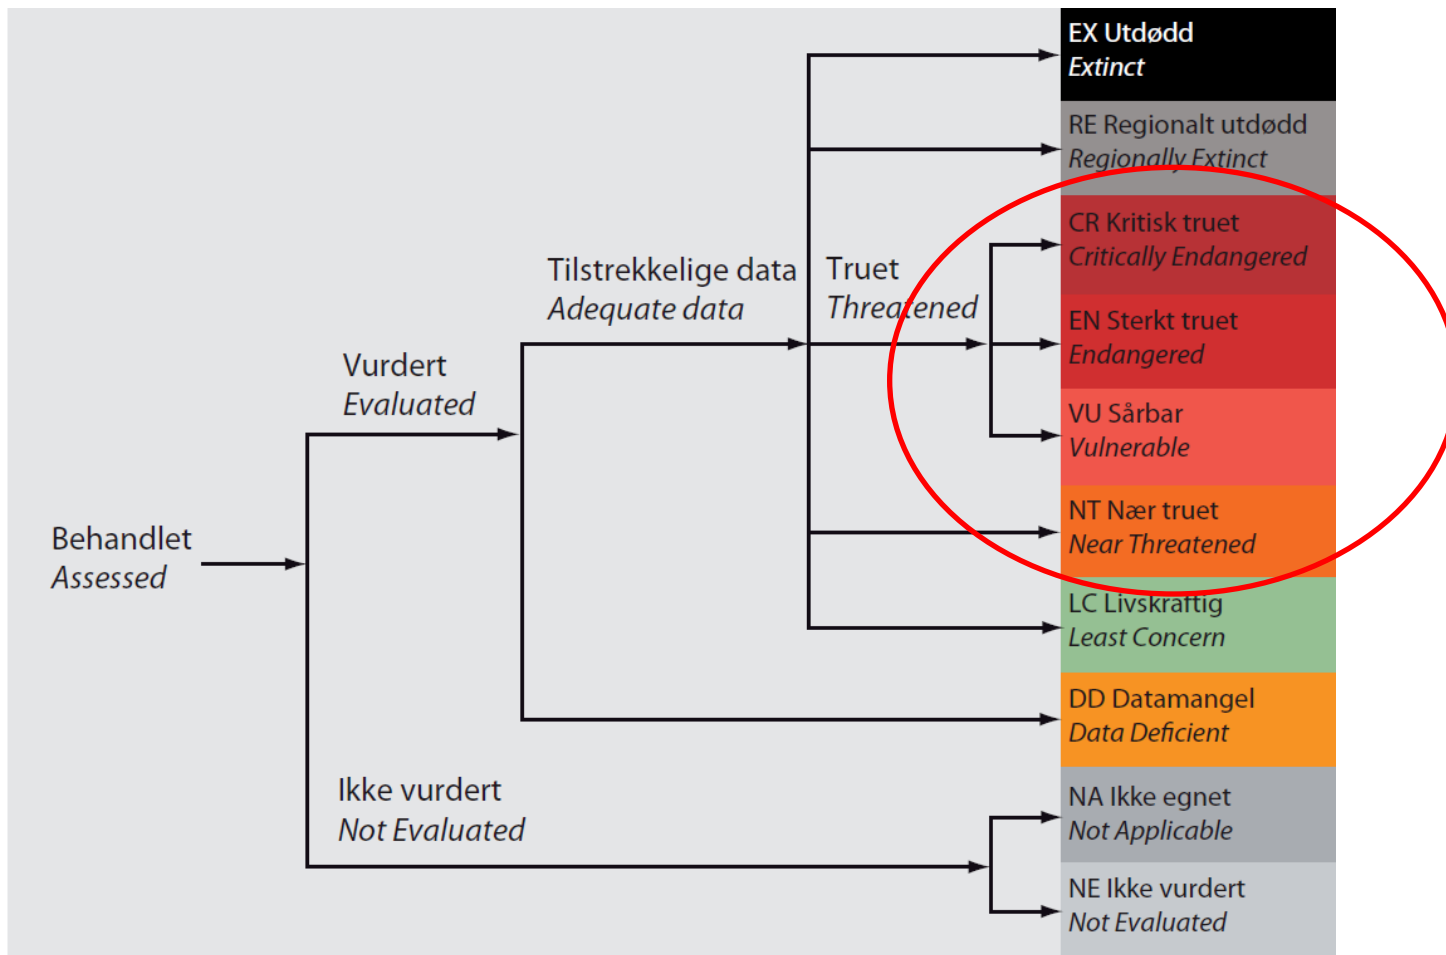 Behandlet
Assessed
Vurdert
Evaluated
Ikke vurdert
Not Evaluated
Tilstrekkelige data
Adequate data
Truet
Threatened
EX Utdødd
Extinct
RE Regionalt utdødd
Regionally Extinct
CR Kritisk truet
Critically Endangered
EN Sterkt truet
Endangered
VU Sårbar
Vulnerable
NT Nær truet
Near Threatened
LC Livskraftig
Least Concern
DD Datamangel
Data Deficient
NA Ikke egnet
Not Applicable
NE Ikke vurdert
Not Evaluated